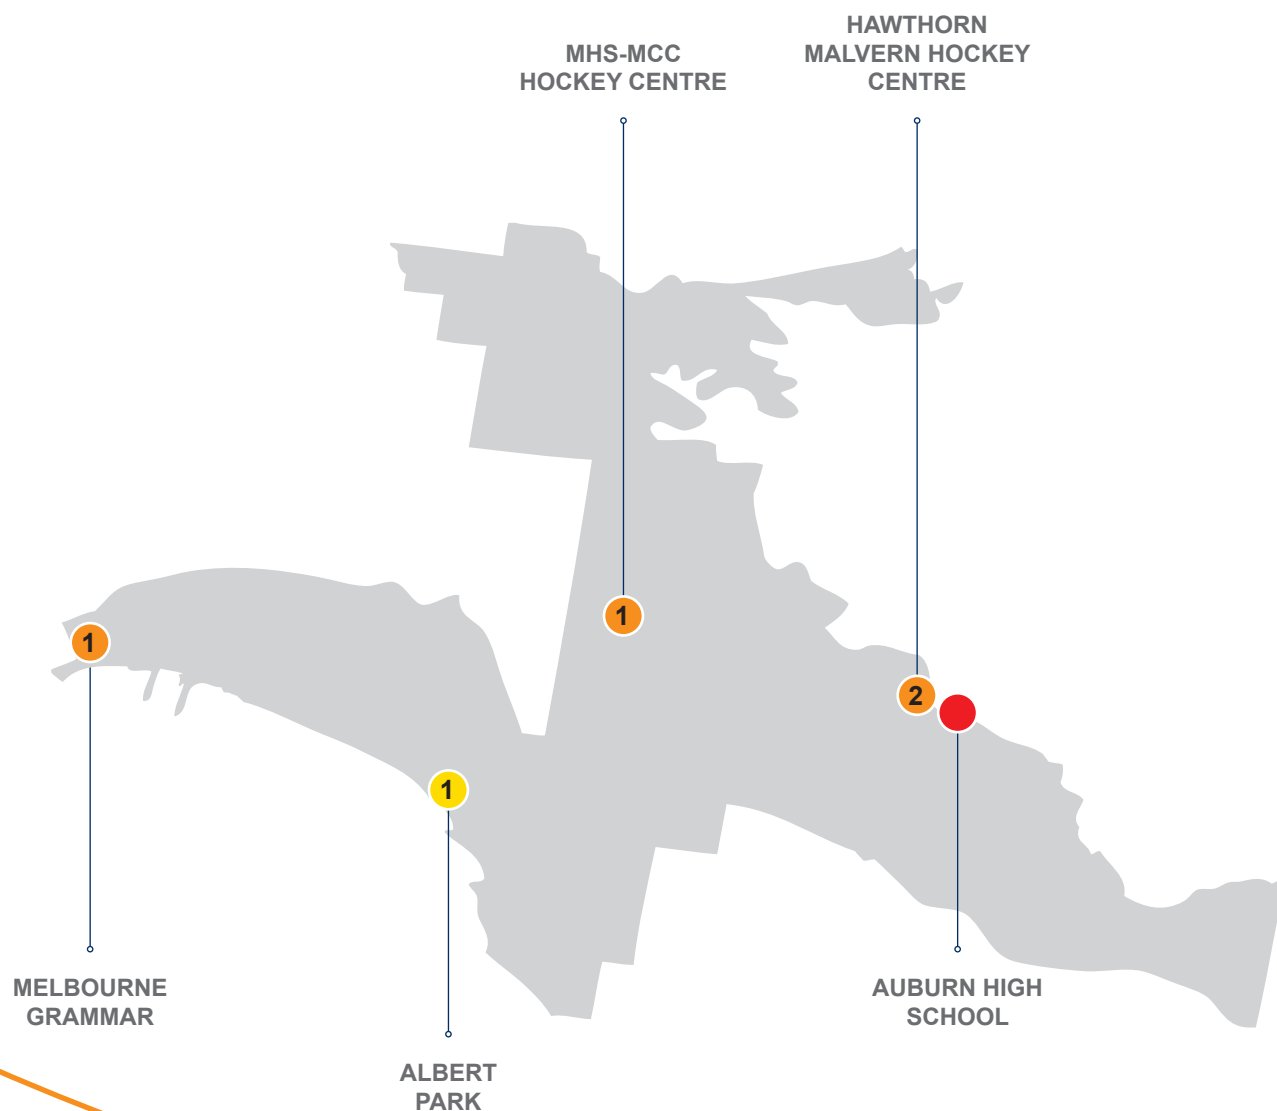 HAWTHORN
MALVERN HOCKEY
CENTRE
MHS-MCC
HOCKEY CENTRE
1
1
2
1
MELBOURNE
GRAMMAR
AUBURN HIGH
SCHOOL
ALBERT
PARK